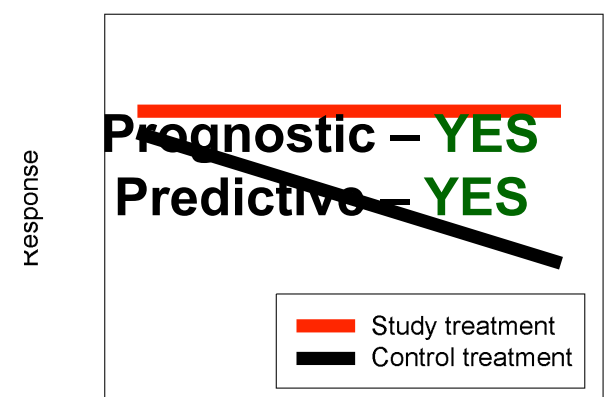 Prognostic – YES
Predictive – YES
Response
Study treatment
Control treatment